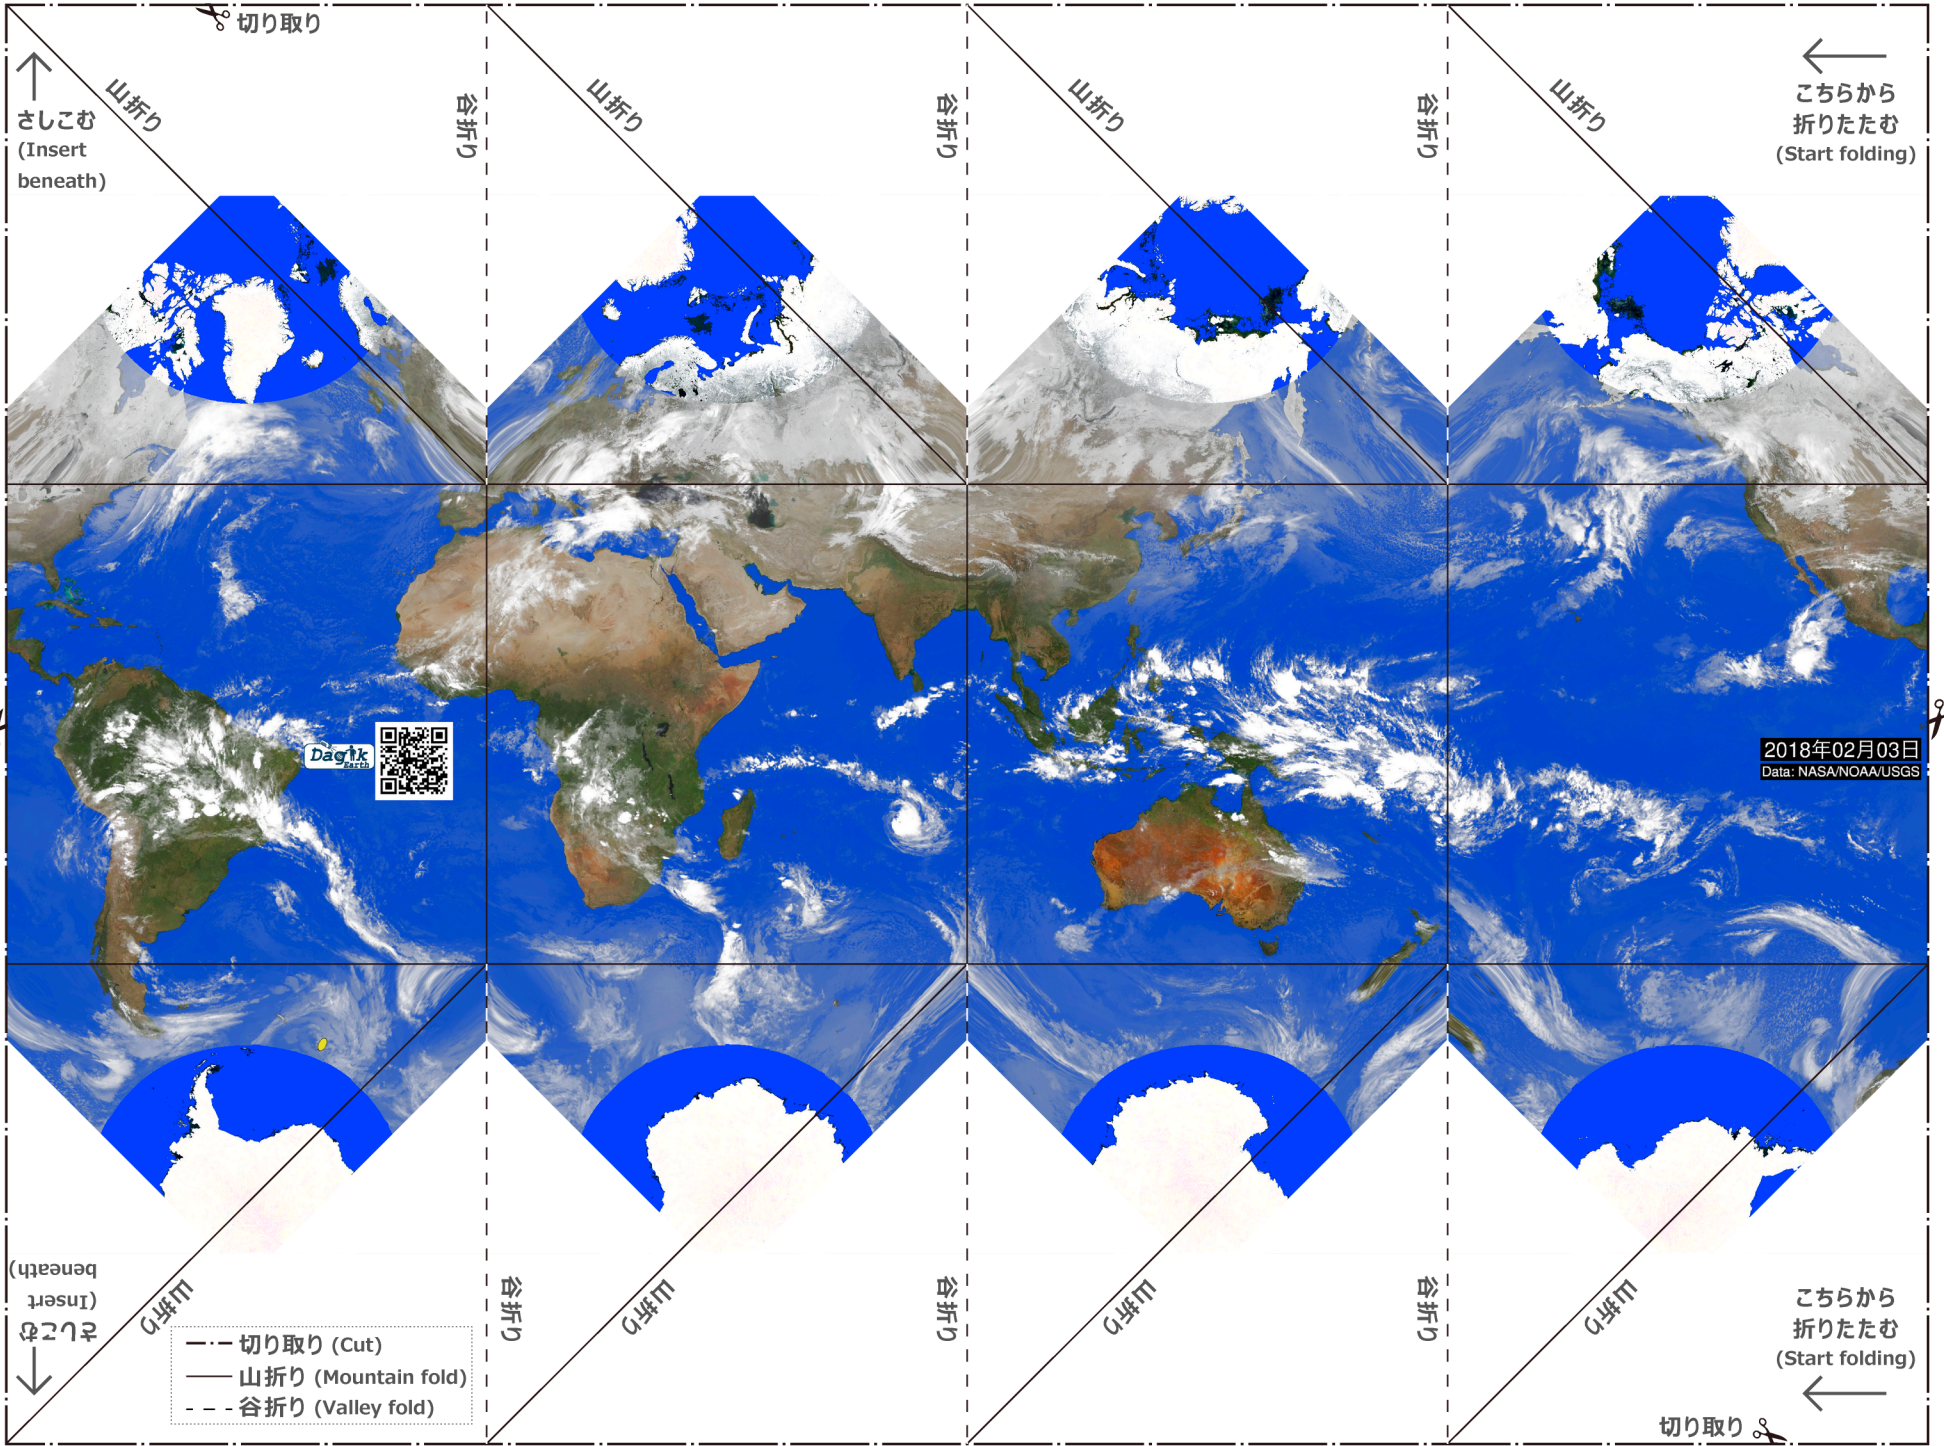 切り取り
さしこむ
(Insert
beneath)
山折り
谷折り
山折り
谷折り
山折り
谷折り
山折り
こちらから
折りたたむ
(Start folding)
Dagik
Earth
2018年02月03日
Data: NASA/NOAA/USGS
さしこむ
(Insert
beneath)
山折り
谷折り
山折り
谷折り
山折り
谷折り
山折り
こちらから
折りたたむ
(Start folding)
切り取り (Cut)
山折り (Mountain fold)
谷折り (Valley fold)
切り取り